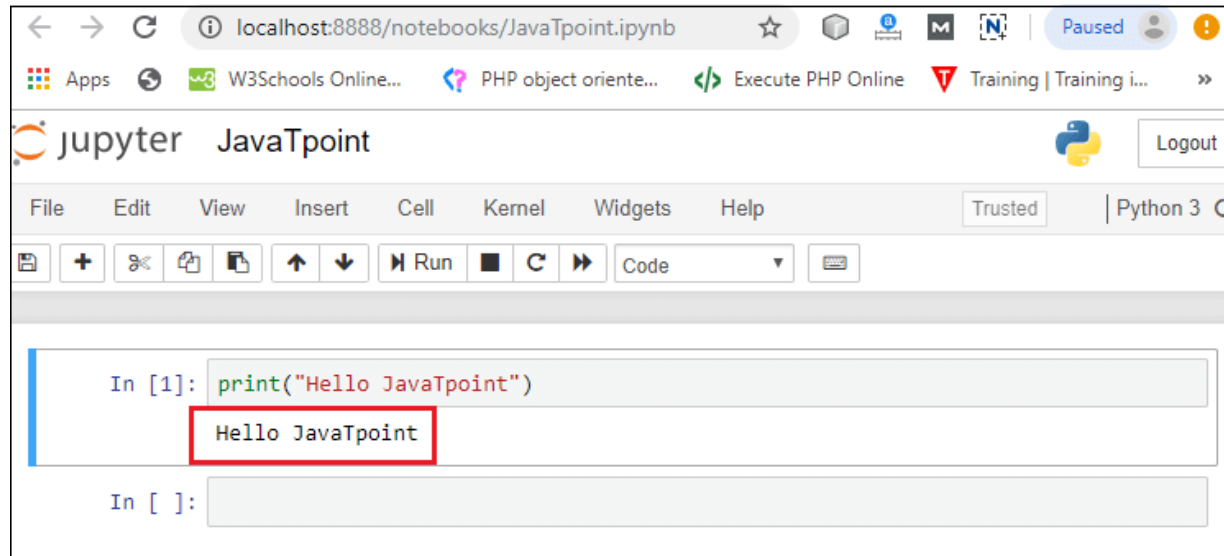 localhost:8888/notebooks/JavaTpoint.ipynb Paused
Apps W3Schools Online... PHP object oriente... Execute PHP Online Training | Training i... »
jupyter JavaTpoint Logout
File Edit View Insert Cell Kernel Widgets Help Trusted Python 3
Run Code
In [1]: print("Hello JavaTpoint")
Hello JavaTpoint
In [ ]: